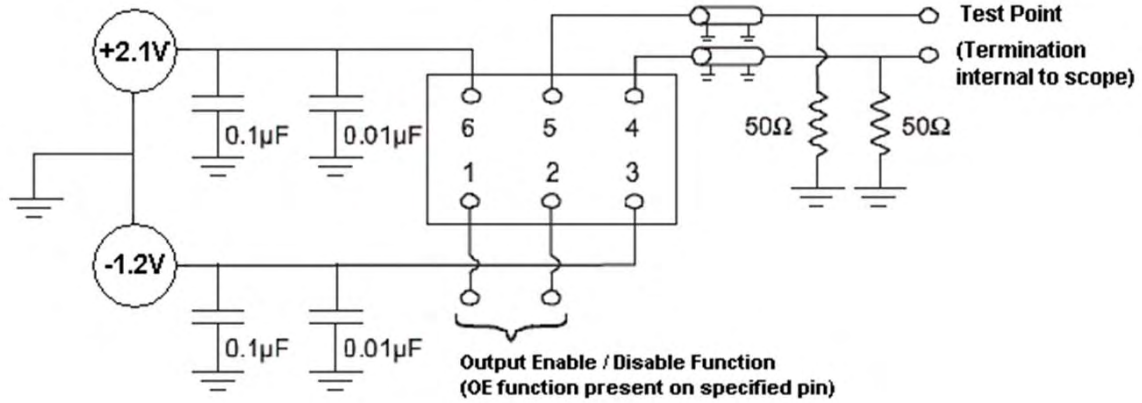 +2.1V
Test Point
(Termination
internal to scope)
0.1µF
0.01µF
6
5
4
50Ω
50Ω
1
2
3
-1.2V
0.1µF
0.01µF
Output Enable / Disable Function
(OE function present on specified pin)